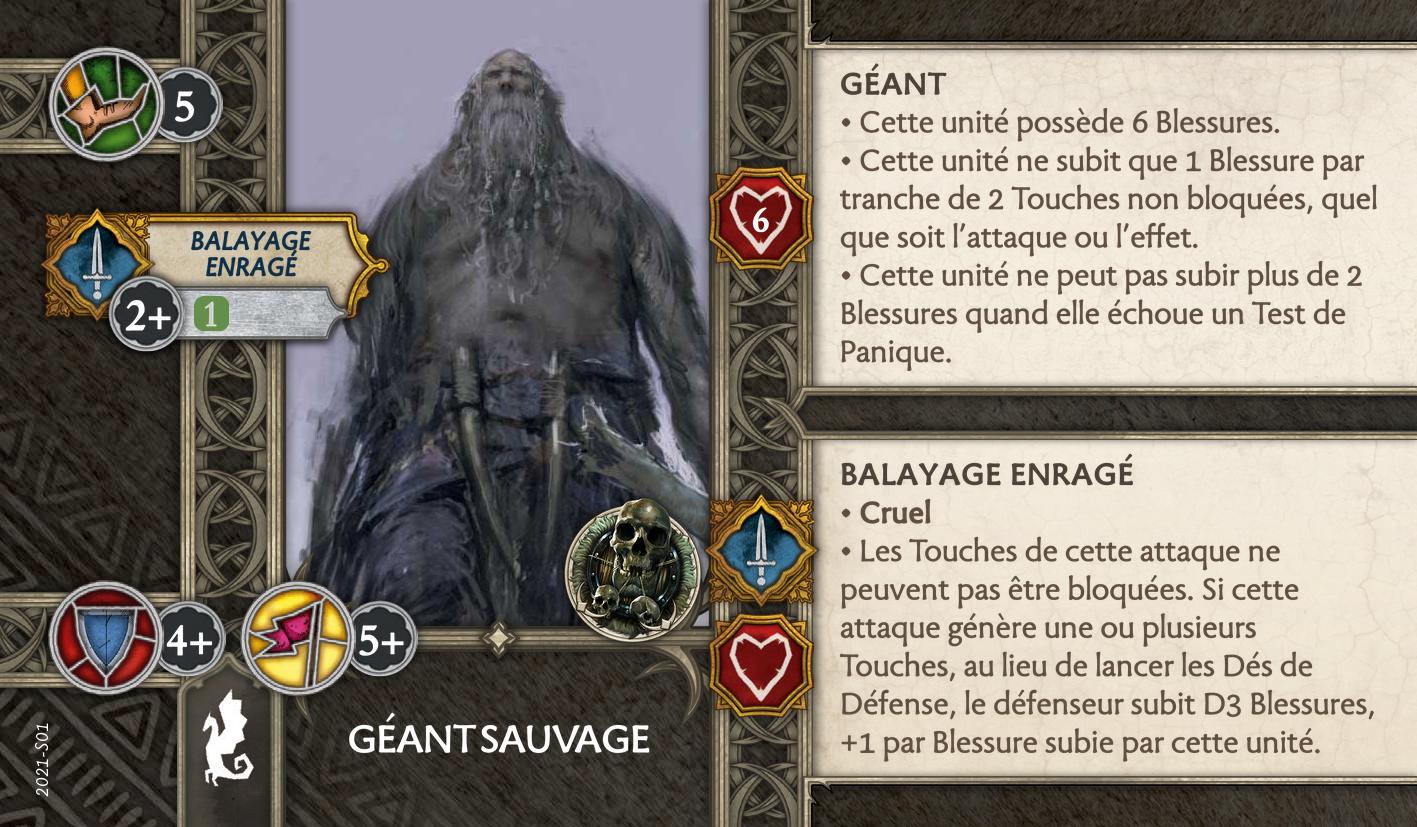 5
BALAYAGE
ENRAGÉ
2+
1
4+
5+
GÉANT SAUVAGE
2021-S01
6
GÉANT
• Cette unité possède 6 Blessures.
• Cette unité ne subit que 1 Blessure par
tranche de 2 Touches non bloquées, quel
que soit l'attaque ou l'effet.
• Cette unité ne peut pas subir plus de 2
Blessures quand elle échoue un Test de
Panique.
BALAYAGE ENRAGÉ
• Cruel
• Les Touches de cette attaque ne
peuvent pas être bloquées. Si cette
attaque génère une ou plusieurs
Touches, au lieu de lancer les Dés de
Défense, le défenseur subit D3 Blessures,
+1 par Blessure subie par cette unité.